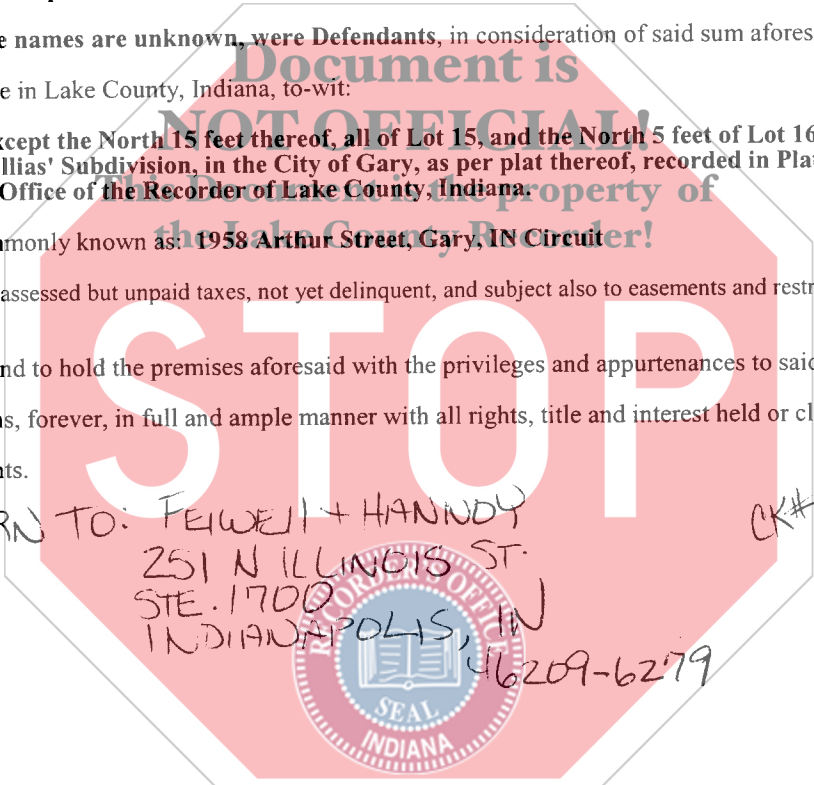 e names are unknown, were Defendants, in consideration of said sum afores
Document is
e in Lake County, Indiana, to-wit:
NOT OFFICIAL!
xcept the North 15 feet thereof, all of Lot 15, and the North 5 feet of Lot 16
llias' Subdivision, in the City of Gary, as per plat thereof, recorded in Pla
Office of the Recorder of Lake County, Indiana.
This Document is the property of
the Lake County Recorder!
mmonly known as: 1958 Arthur Street, Gary, IN Circuit
assessed but unpaid taxes, not yet delinquent, and subject also to easements and restr
STOP
nd to hold the premises aforesaid with the privileges and appurtenances to said
s, forever, in full and ample manner with all rights, title and interest held or cl
nts.
RN TO: FEIWELL + HANNOY
CK#
251 N ILLINOIS ST.
STE. 1700
INDIANAPOLIS, IN
46209-6279
RECORDER'S OFFICE
SEAL
INDIANA